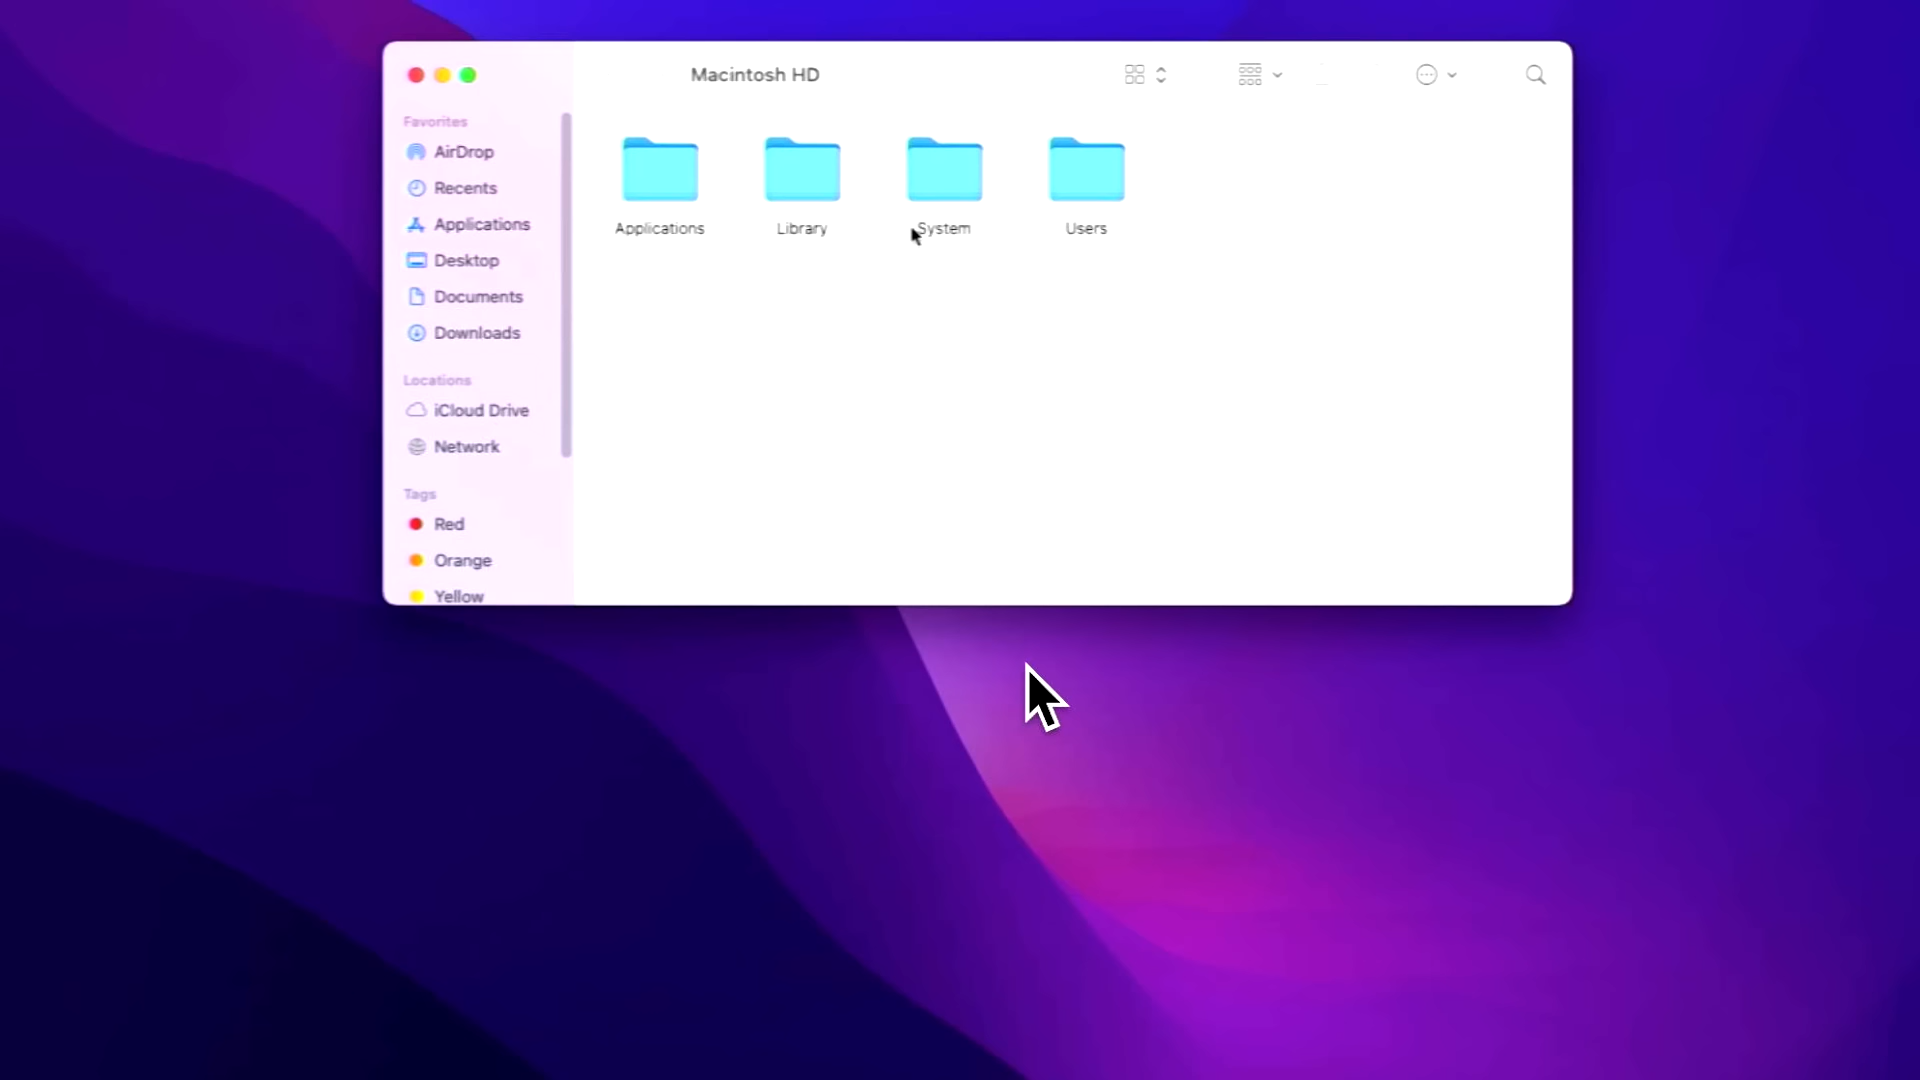 Macintosh HD
Favorites
AirDrop
Recents
Applications
Desktop
Documents
Downloads
Locations
iCloud Drive
Network
Tags
Red
Orange
Yellow
Applications
Library
System
Users